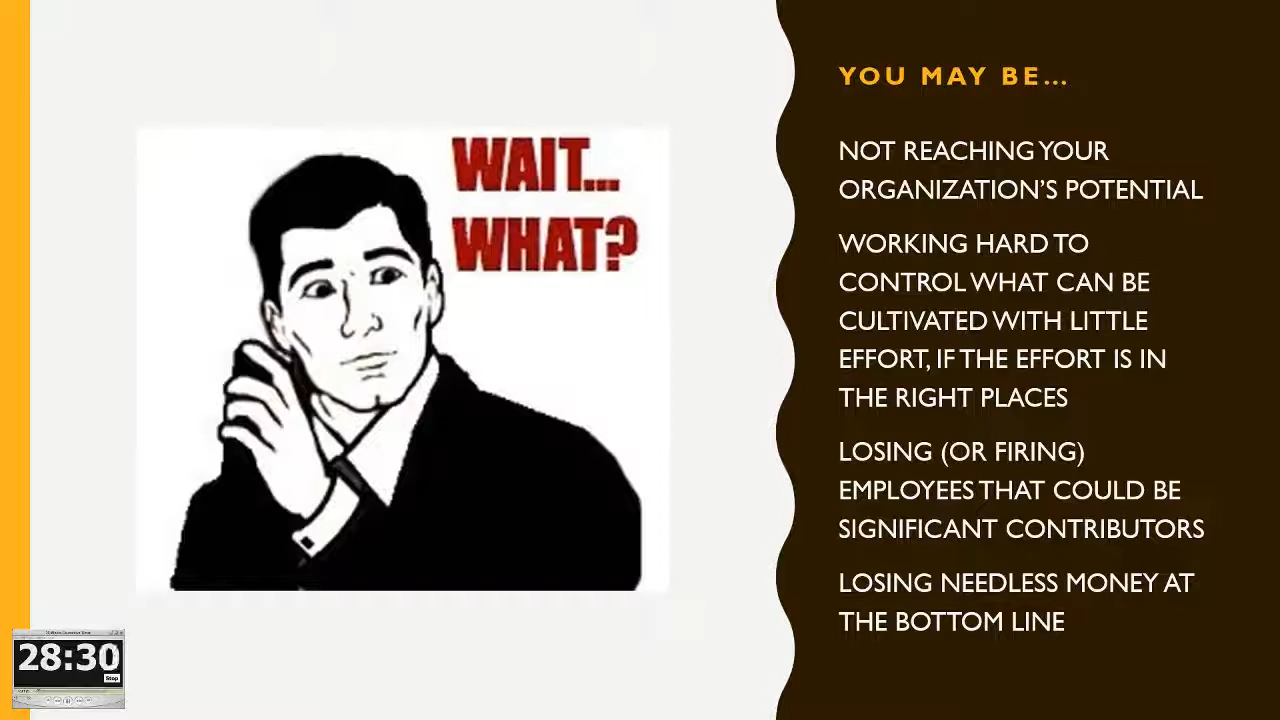 WAIT...
WHAT?
YOU MAY BE...
NOT REACHING YOUR
ORGANIZATION'S POTENTIAL
WORKING HARD TO
CONTROL WHAT CAN BE
CULTIVATED WITH LITTLE
EFFORT, IF THE EFFORT IS IN
THE RIGHT PLACES
LOSING (OR FIRING)
EMPLOYEES THAT COULD BE
SIGNIFICANT CONTRIBUTORS
LOSING NEEDLESS MONEY AT
THE BOTTOM LINE
28:30
Stop